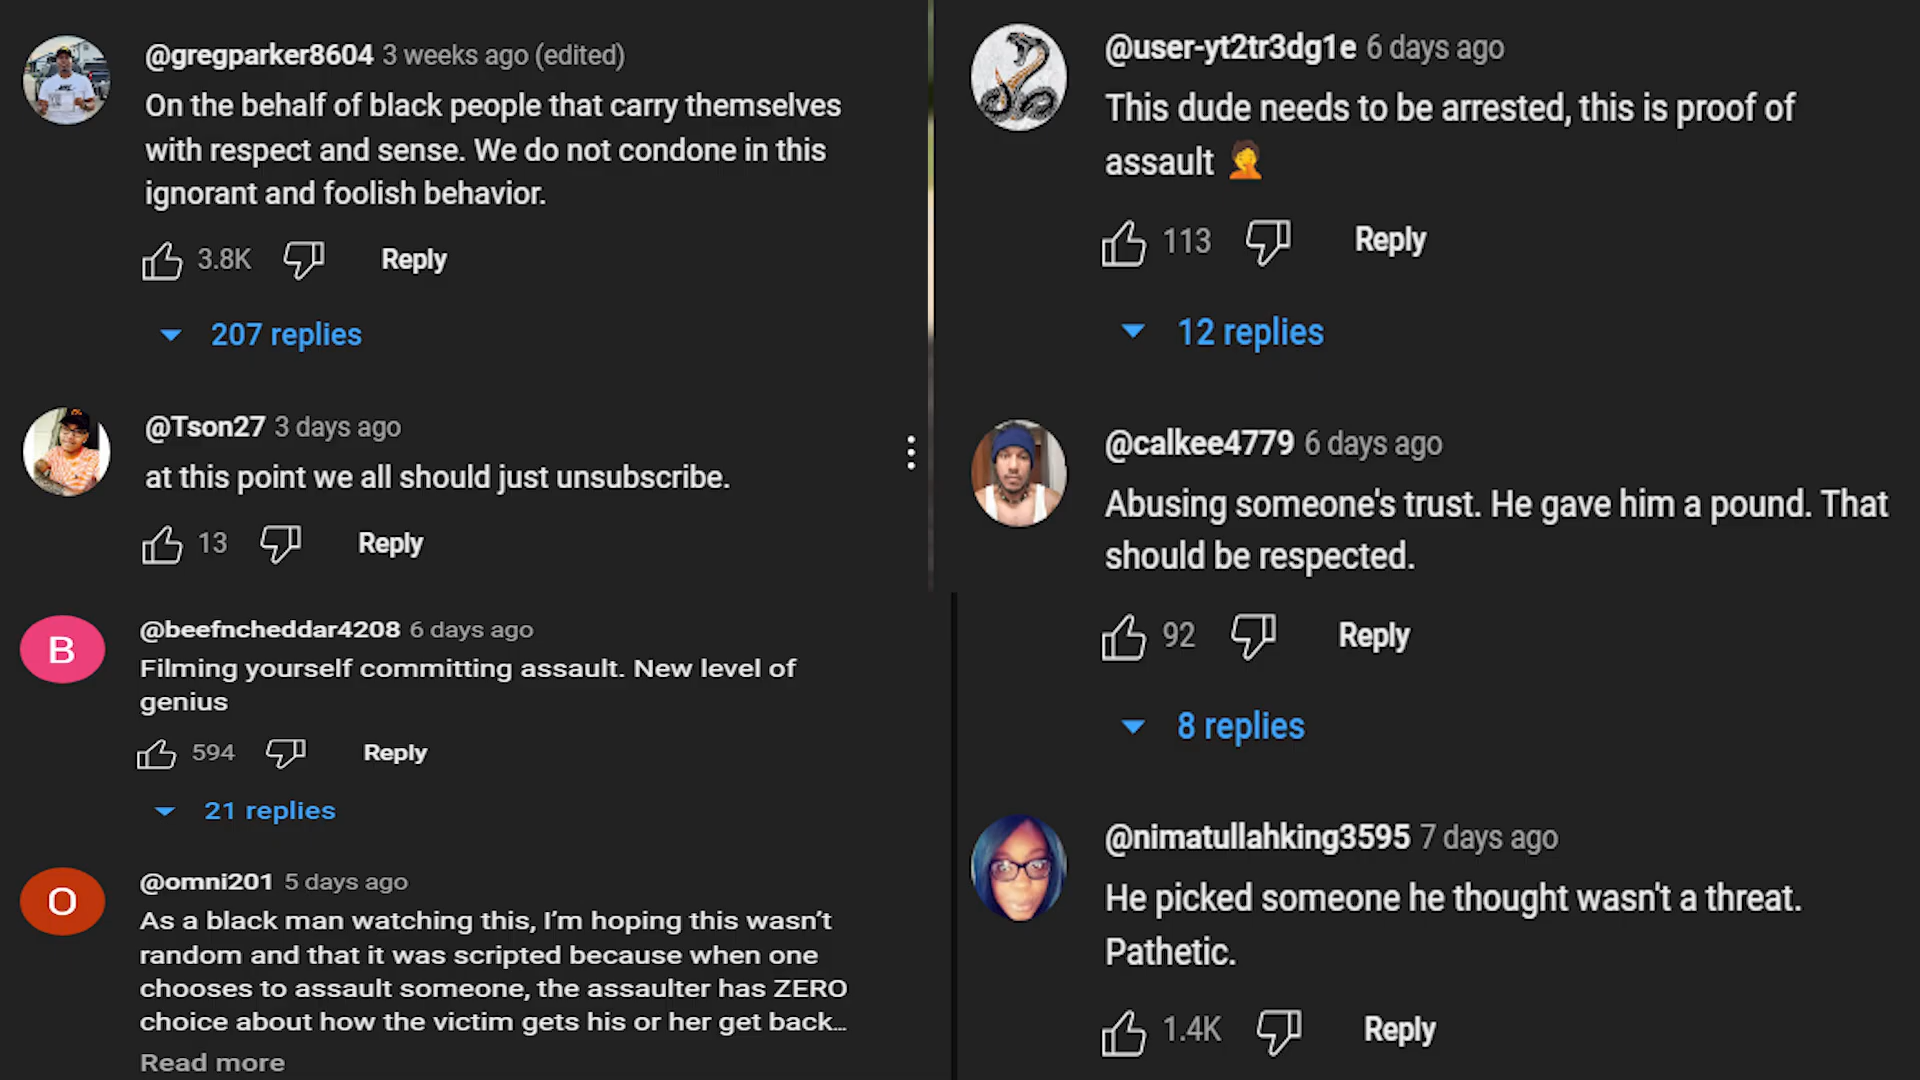 @gregparker8604 3 weeks ago (edited)
On the behalf of black people that carry themselves
with respect and sense. We do not condone in this
ignorant and foolish behavior.
3.8K Reply
207 replies
@Tson27 3 days ago
at this point we all should just unsubscribe.
13 Reply
B
@beefncheddar4208 6 days ago
Filming yourself committing assault. New level of
genius
594 Reply
21 replies
O
@omni201 5 days ago
As a black man watching this, I’m hoping this wasn’t
random and that it was scripted because when one
chooses to assault someone, the assaulter has ZERO
choice about how the victim gets his or her get back...
Read more
@user-yt2tr3dg1e 6 days ago
This dude needs to be arrested, this is proof of
assault 🤦
113 Reply
12 replies
@calkee4779 6 days ago
Abusing someone's trust. He gave him a pound. That
should be respected.
92 Reply
8 replies
@nimatullahking3595 7 days ago
He picked someone he thought wasn't a threat.
Pathetic.
1.4K Reply